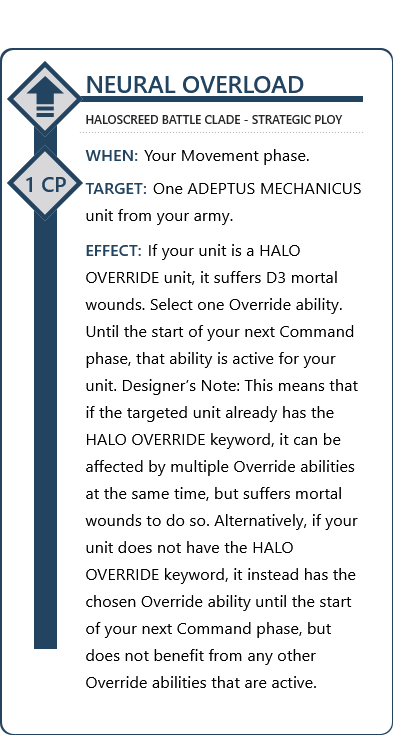 NEURAL OVERLOAD
HALOSCREED BATTLE CLADE - STRATEGIC PLOY
WHEN: Your Movement phase.
1 CP
TARGET: One ADEPTUS MECHANICUS
unit from your army.
EFFECT: If your unit is a HALO
OVERRIDE unit, it suffers D3 mortal
wounds. Select one Override ability.
Until the start of your next Command
phase, that ability is active for your
unit. Designer’s Note: This means that
if the targeted unit already has the
HALO OVERRIDE keyword, it can be
affected by multiple Override abilities
at the same time, but suffers mortal
wounds to do so. Alternatively, if your
unit does not have the HALO
OVERRIDE keyword, it instead has the
chosen Override ability until the start
of your next Command phase, but
does not benefit from any other
Override abilities that are active.